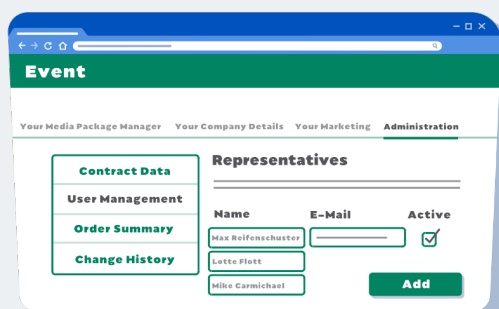 Event
Your Media Package Manager Your Company Details Your Marketing Administration
Contract Data
User Management
Order Summary
Change History
Representatives
Name E-Mail Active
Max Reifenschuster
Lotte Flott
Mike Carmichael
Add